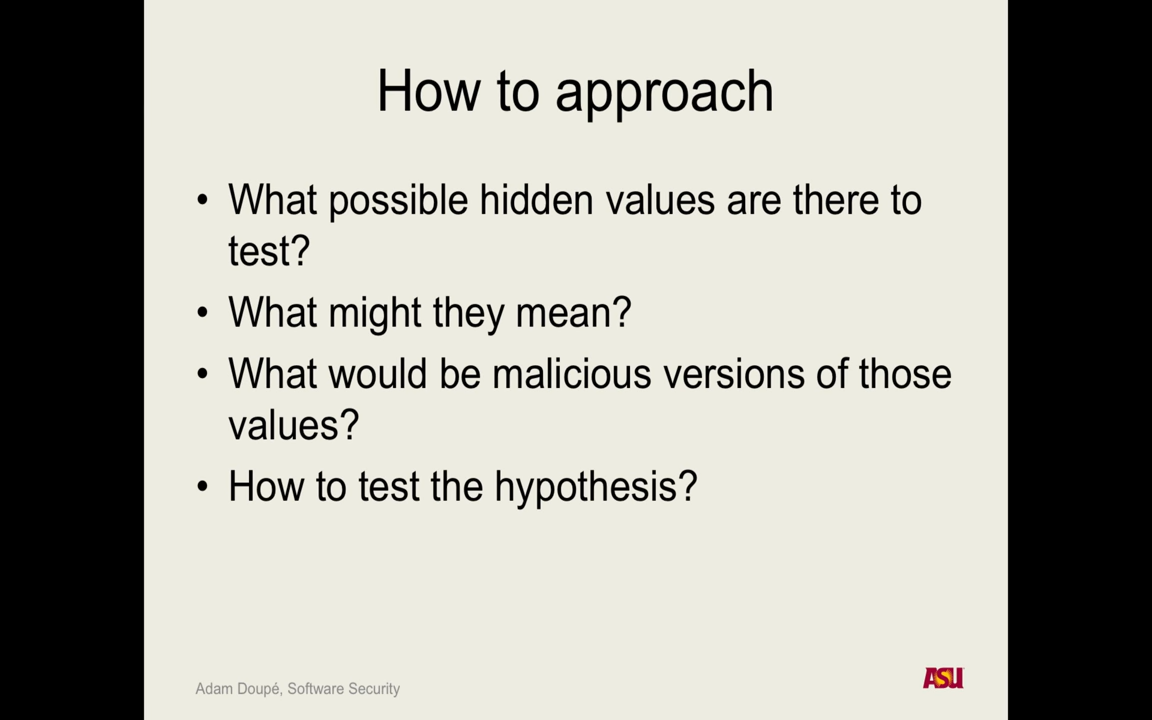 How to approach
• What possible hidden values are there to
test?
• What might they mean?
• What would be malicious versions of those
values?
• How to test the hypothesis?
Adam Doupé, Software Security
ASU